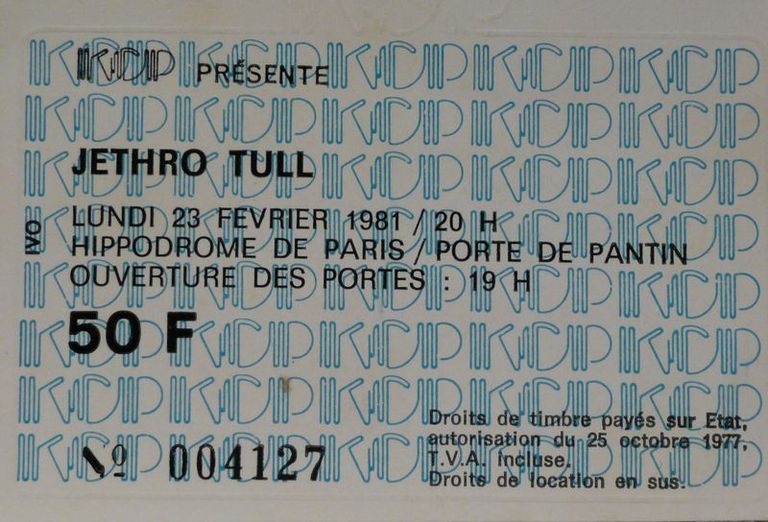 KCP PRÉSENTE
JETHRO TULL
LUNDI 23 FEVRIER 1981 / 20 H
HIPPODROME DE PARIS / PORTE DE PANTIN
OUVERTURE DES PORTES : 19 H
IVO
50 F
Droits de timbre payés sur Etat,
autorisation du 25 octobre 1977,
T.V.A. incluse.
Droits de location en sus.
Nº 004127